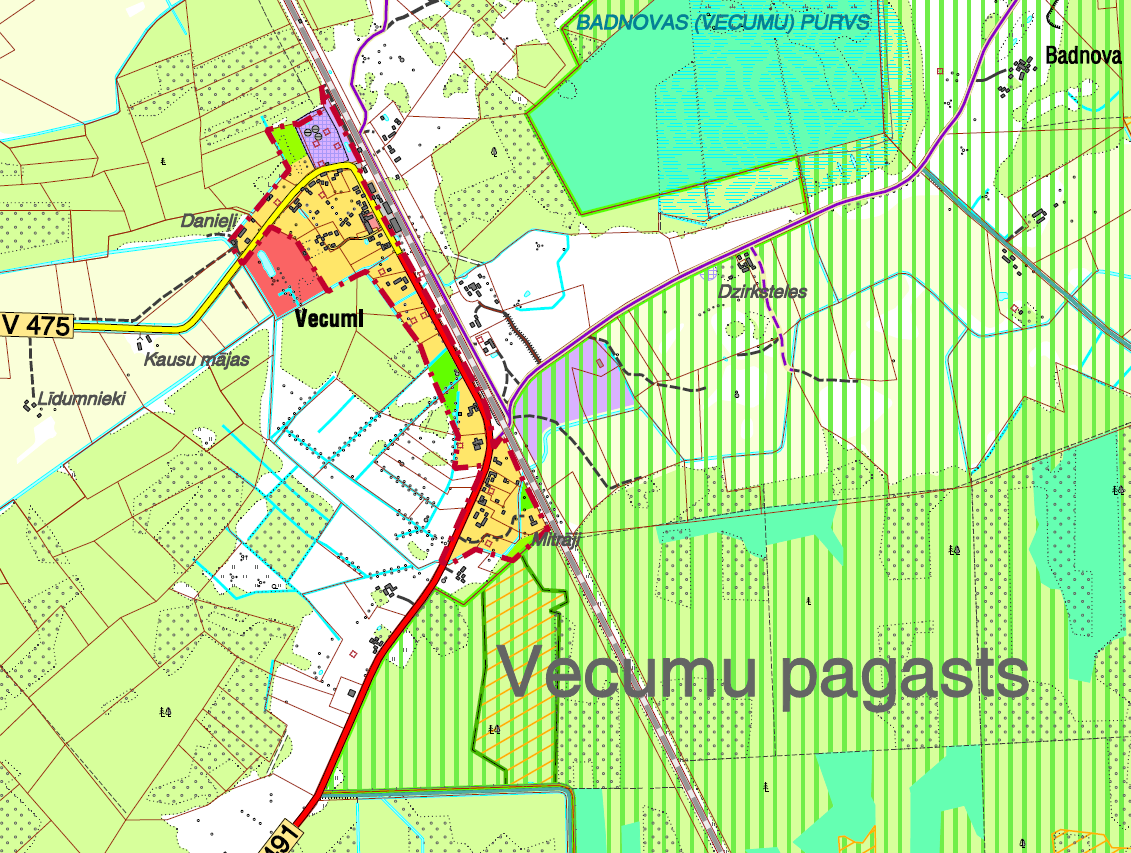 BADNOVAS (VECUMU) PURVS
Badnova
Danieļi
Dzirksteles
Vecumi
V 475
Kausu mājas
Līdumnieki
Mitrāji
Vecumu pagasts
491